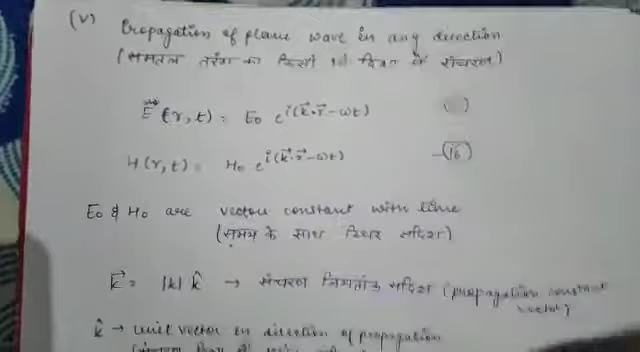 (V) Propagation of plane wave in any direction
(समतल तरंग का किसी भी दिशा में संचरण)
E⃗(r,t) = E₀ e^{i(k⃗·r⃗-ωt)} ( )
H(r,t) = H₀ e^{i(k⃗·r⃗-ωt)} —(16)
E₀ & H₀ are vector constant with time
(समय के साथ स्थिर सदिश)
k⃗ = |k| k̂ → संचरण नियतांक सदिश (propagation constant
vector)
k̂ → unit vector in direction of propagation